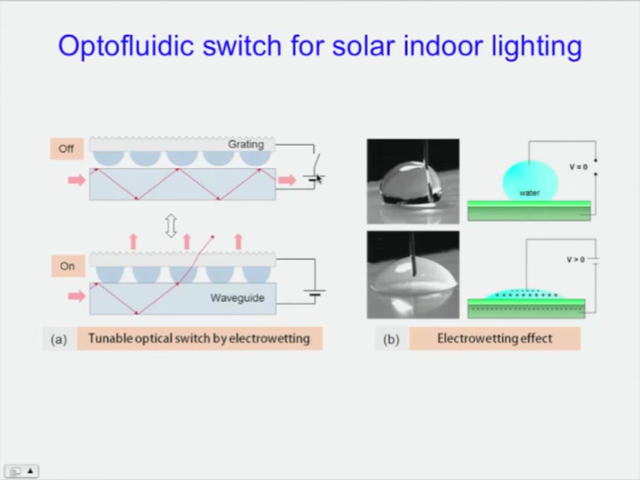 Optofluidic switch for solar indoor lighting
Off
Grating
On
Waveguide
(a) Tunable optical switch by electrowetting
V = 0
water
V > 0
(b) Electrowetting effect